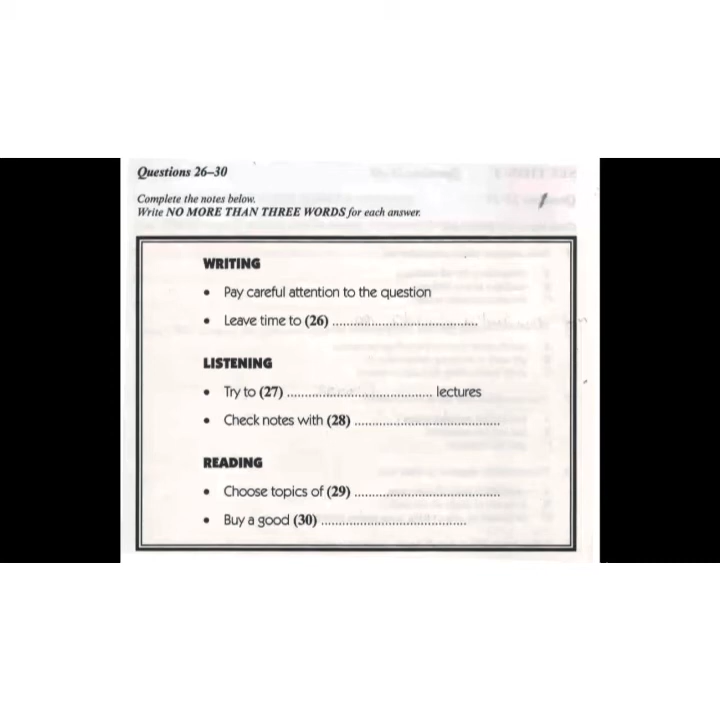 Questions 26–30
Complete the notes below.
Write NO MORE THAN THREE WORDS for each answer.
WRITING
• Pay careful attention to the question
• Leave time to (26) ........................................
LISTENING
• Try to (27) ........................................ lectures
• Check notes with (28) ........................................
READING
• Choose topics of (29) ........................................
• Buy a good (30) ........................................